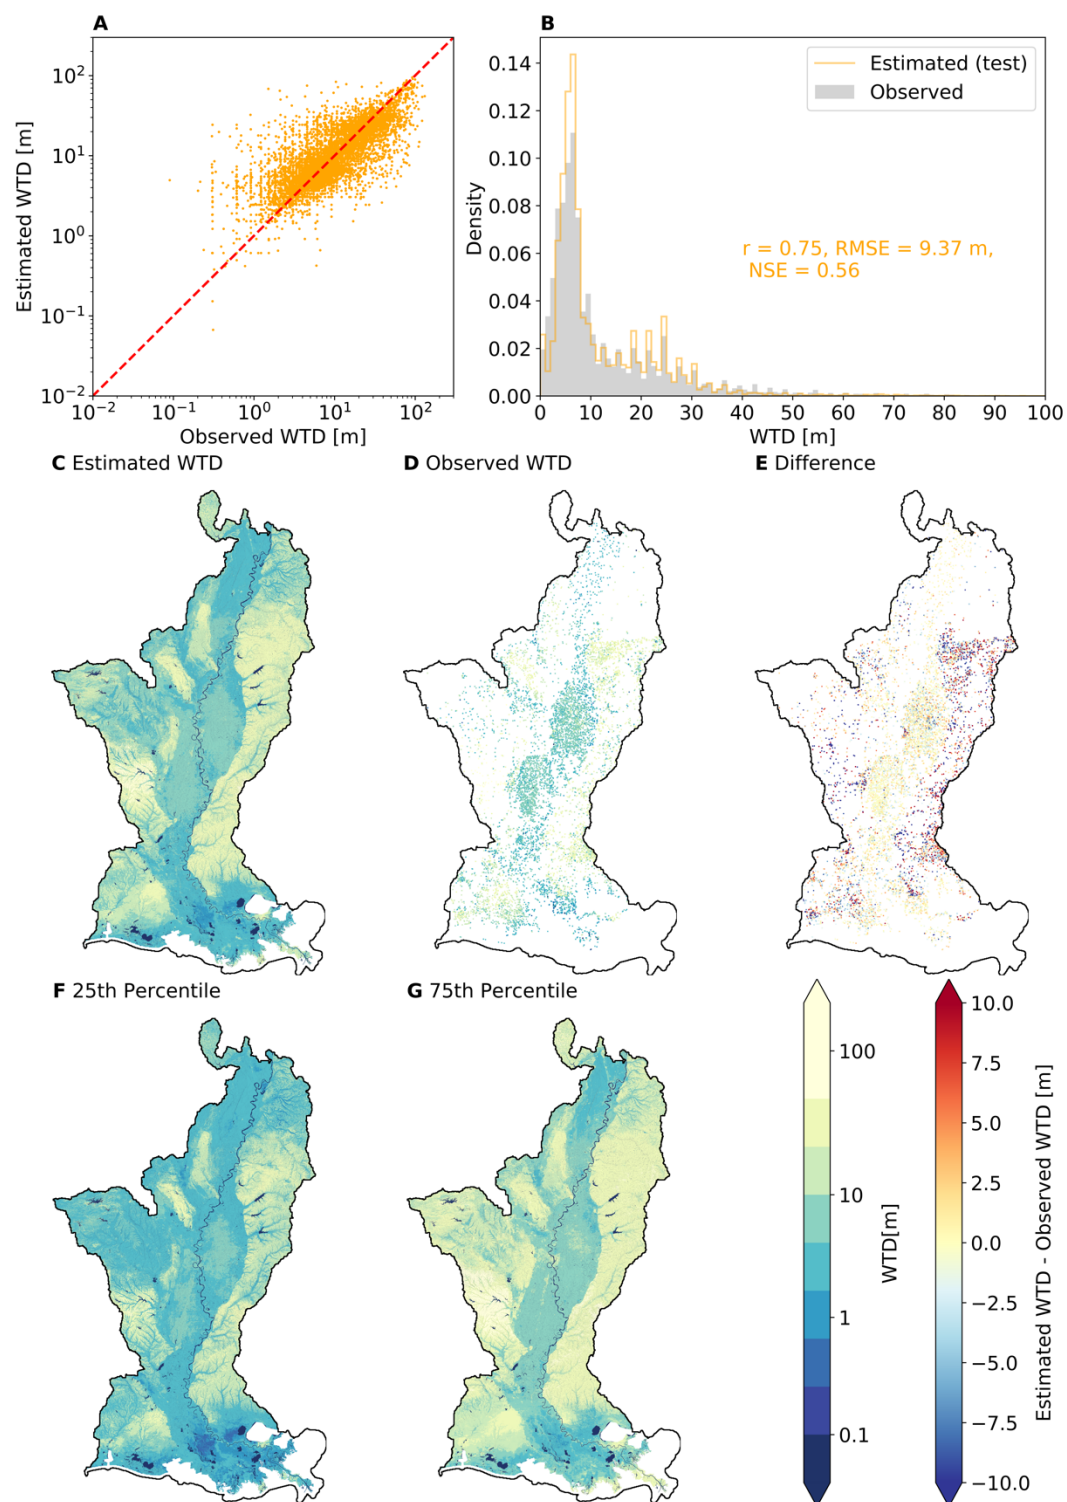 A
B
10²
10¹
10⁰
10⁻¹
10⁻²
Estimated WTD [m]
10⁻² 10⁻¹ 10⁰ 10¹ 10²
Observed WTD [m]
0.14
0.12
0.10
0.08
0.06
0.04
0.02
0.00
Density
Estimated (test)
Observed
r = 0.75, RMSE = 9.37 m,
NSE = 0.56
0 10 20 30 40 50 60 70 80 90 100
WTD [m]
C Estimated WTD
D Observed WTD
E Difference
F 25th Percentile
G 75th Percentile
100
10
1
0.1
WTD[m]
10.0
7.5
5.0
2.5
0.0
−2.5
−5.0
−7.5
−10.0
Estimated WTD - Observed WTD [m]